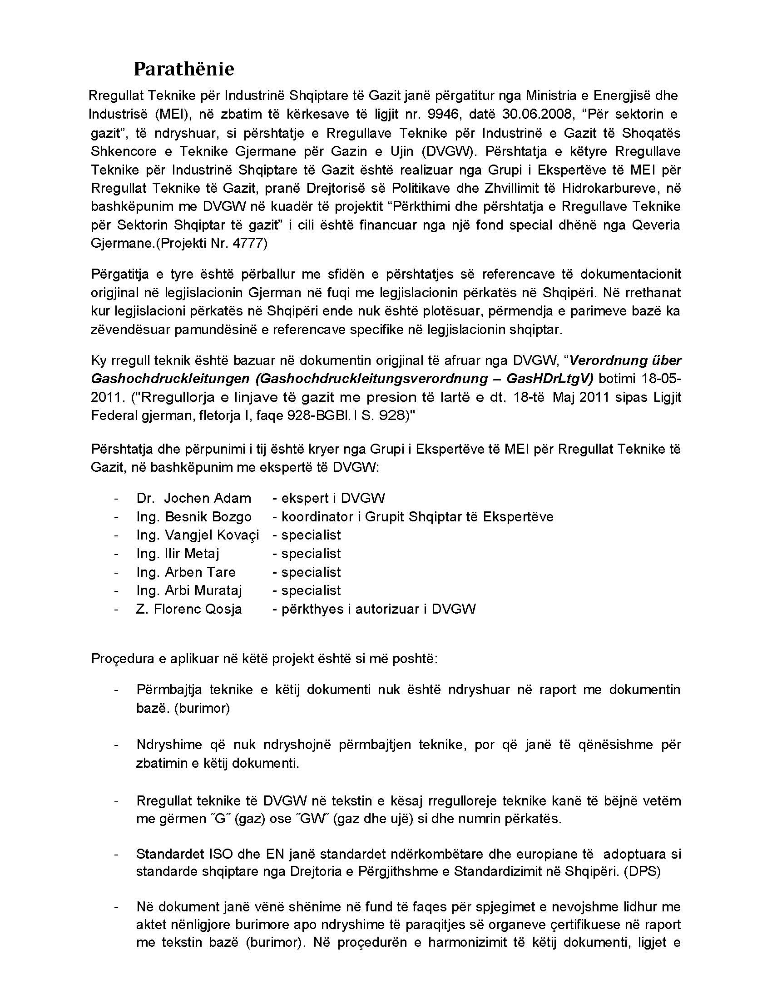 Parathënie
Rregullat Teknike për Industrinë Shqiptare të Gazit janë përgatitur nga Ministria e Energjisë dhe
Industrisë (MEI), në zbatim të kërkesave të ligjit nr. 9946, datë 30.06.2008, “Për sektorin e
gazit”, të ndryshuar, si përshtatje e Rregullave Teknike për Industrinë e Gazit të Shoqatës
Shkencore e Teknike Gjermane për Gazin e Ujin (DVGW). Përshtatja e këtyre Rregullave
Teknike për Industrinë Shqiptare të Gazit është realizuar nga Grupi i Ekspertëve të MEI për
Rregullat Teknike të Gazit, pranë Drejtorisë së Politikave dhe Zhvillimit të Hidrokarbureve, në
bashkëpunim me DVGW në kuadër të projektit “Përkthimi dhe përshtatja e Rregullave Teknike
për Sektorin Shqiptar të gazit” i cili është financuar nga një fond special dhënë nga Qeveria
Gjermane.(Projekti Nr. 4777)
Përgatitja e tyre është përballur me sfidën e përshtatjes së referencave të dokumentacionit
origjinal në legjislacionin Gjerman në fuqi me legjislacionin përkatës në Shqipëri. Në rrethanat
kur legjislacioni përkatës në Shqipëri ende nuk është plotësuar, përmendja e parimeve bazë ka
zëvendësuar pamundësinë e referencave specifike në legjislacionin shqiptar.
Ky rregull teknik është bazuar në dokumentin origjinal të afruar nga DVGW, “Verordnung über
Gashochdruckleitungen (Gashochdruckleitungsverordnung – GasHDrLtgV) botimi 18-05-
2011. ("Rregullorja e linjave të gazit me presion të lartë e dt. 18-të Maj 2011 sipas Ligjit
Federal gjerman, fletorja I, faqe 928-BGBl. I S. 928)"
Përshtatja dhe përpunimi i tij është kryer nga Grupi i Ekspertëve të MEI për Rregullat Teknike të
Gazit, në bashkëpunim me ekspertë të DVGW:
- Dr. Jochen Adam - ekspert i DVGW
- Ing. Besnik Bozgo - koordinator i Grupit Shqiptar të Ekspertëve
- Ing. Vangjel Kovaçi - specialist
- Ing. Ilir Metaj - specialist
- Ing. Arben Tare - specialist
- Ing. Arbi Murataj - specialist
- Z. Florenc Qosja - përkthyes i autorizuar i DVGW
Proçedura e aplikuar në këtë projekt është si më poshtë:
- Përmbajtja teknike e këtij dokumenti nuk është ndryshuar në raport me dokumentin
bazë. (burimor)
- Ndryshime që nuk ndryshojnë përmbajtjen teknike, por që janë të qënësishme për
zbatimin e këtij dokumenti.
- Rregullat teknike të DVGW në tekstin e kësaj rregulloreje teknike kanë të bëjnë vetëm
me gërmen ˝G˝ (gaz) ose ˝GW˝ (gaz dhe ujë) si dhe numrin përkatës.
- Standardet ISO dhe EN janë standardet ndërkombëtare dhe europiane të adoptuara si
standarde shqiptare nga Drejtoria e Përgjithshme e Standardizimit në Shqipëri. (DPS)
- Në dokument janë vënë shënime në fund të faqes për spjegimet e nevojshme lidhur me
aktet nënligjore burimore apo ndryshime të paraqitjes së organeve çertifikuese në raport
me tekstin bazë (burimor). Në proçedurën e harmonizimit të këtij dokumenti, ligjet e